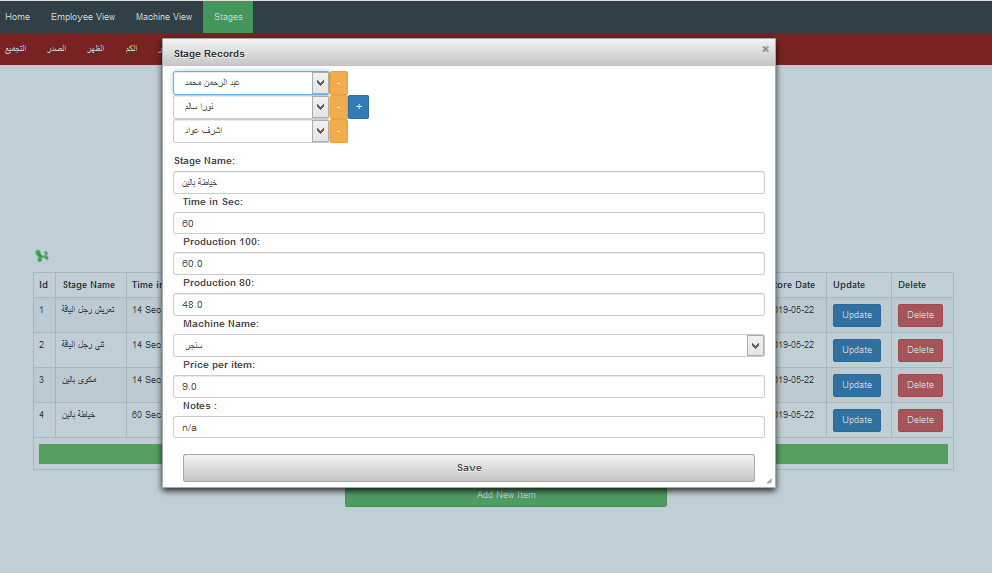 Home Employee View Machine View Stages
التجميع الصدر الظهر الكم
Stage Records
عبد الرحمن محمد -
نورا سالم - +
اشرف عواد -
Stage Name:
خياطة بالين
Time in Sec:
60
Production 100:
60.0
Production 80:
48.0
Machine Name:
سنجر
Price per item:
9.0
Notes :
n/a
Save
Id Stage Name Time in ore Date Update Delete
1 تعريش رجل الياقة 14 Sec 019-05-22 Update Delete
2 تنى رجل الياقة 14 Sec 019-05-22 Update Delete
3 مكوى بالين 14 Sec 019-05-22 Update Delete
4 خياطة بالين 60 Sec 019-05-22 Update Delete
Add New Item